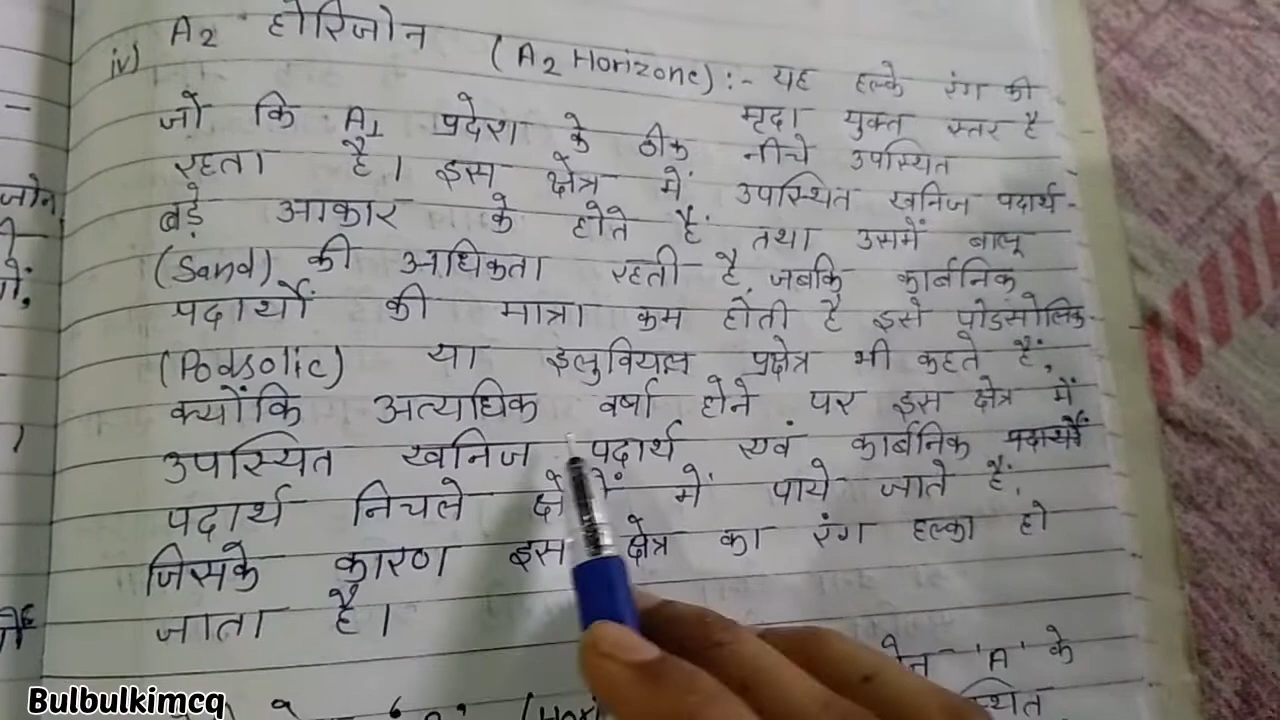 iv) A2 होरिजोन (A2 Horizone) :- यह हल्के रंग की
मृदा युक्त स्तर है
जो कि A1 प्रदेश के ठीक नीचे उपस्थित
रहता है। इस क्षेत्र में उपस्थित खनिज पदार्थ
बड़े आकार के होते हैं तथा उसमें बालू
(Sand) की अधिकता रहती है, जबकि कार्बनिक
पदार्थों की मात्रा कम होती है इसे पोडसोलिक
(Podsolic) या इलुवियल प्रक्षेत्र भी कहते हैं,
क्योंकि अत्यधिक वर्षा होने पर इस क्षेत्र में
उपस्थित खनिज पदार्थ एवं कार्बनिक पदार्थों
पदार्थ निचले में पाये जाते हैं,
जिसके कारण इस क्षेत्र का रंग हल्का हो
जाता है।
'A' के
Bulbulkimcq